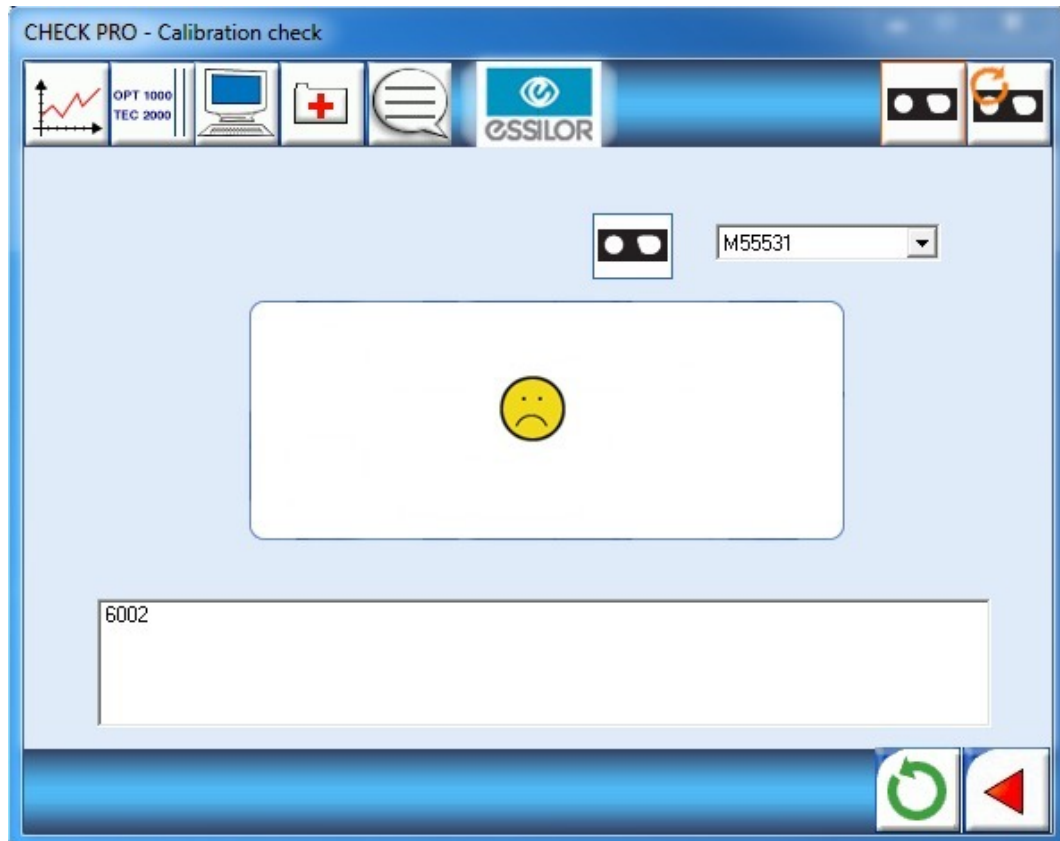 CHECK PRO - Calibration check
OPT 1000
TEC 2000
essilor
M55531
6002